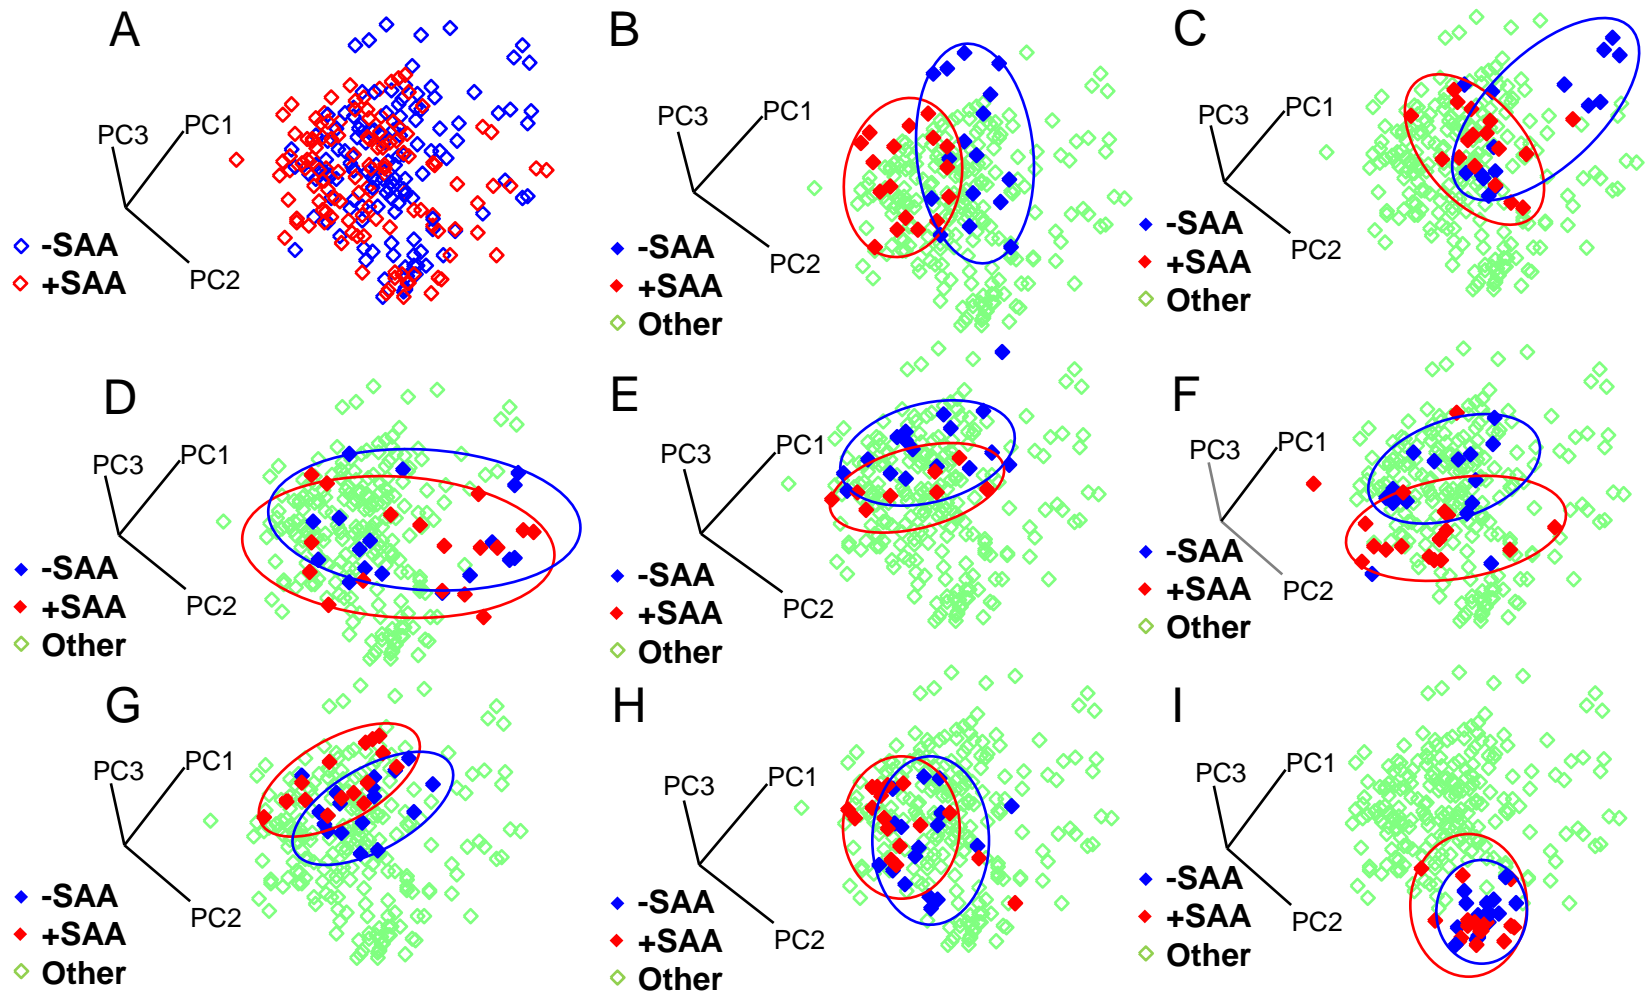 A
PC3
PC1
PC2
-SAA
+SAA
B
PC3
PC1
PC2
-SAA
+SAA
Other
C
PC3
PC1
PC2
-SAA
+SAA
Other
D
PC3
PC1
PC2
-SAA
+SAA
Other
E
PC3
PC1
PC2
-SAA
+SAA
Other
F
PC3
PC1
PC2
-SAA
+SAA
Other
G
PC3
PC1
PC2
-SAA
+SAA
Other
H
PC3
PC1
PC2
-SAA
+SAA
Other
I
PC3
PC1
PC2
-SAA
+SAA
Other